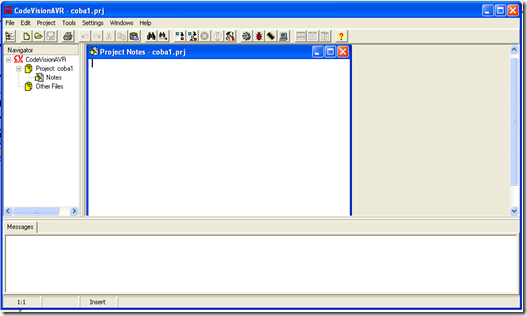 CodeVisionAVR - coba1.prj
File Edit Project Tools Settings Windows Help
Navigator
CodeVisionAVR
Project: coba1
Notes
Other Files
Project Notes - coba1.prj
Messages
1:1 Insert